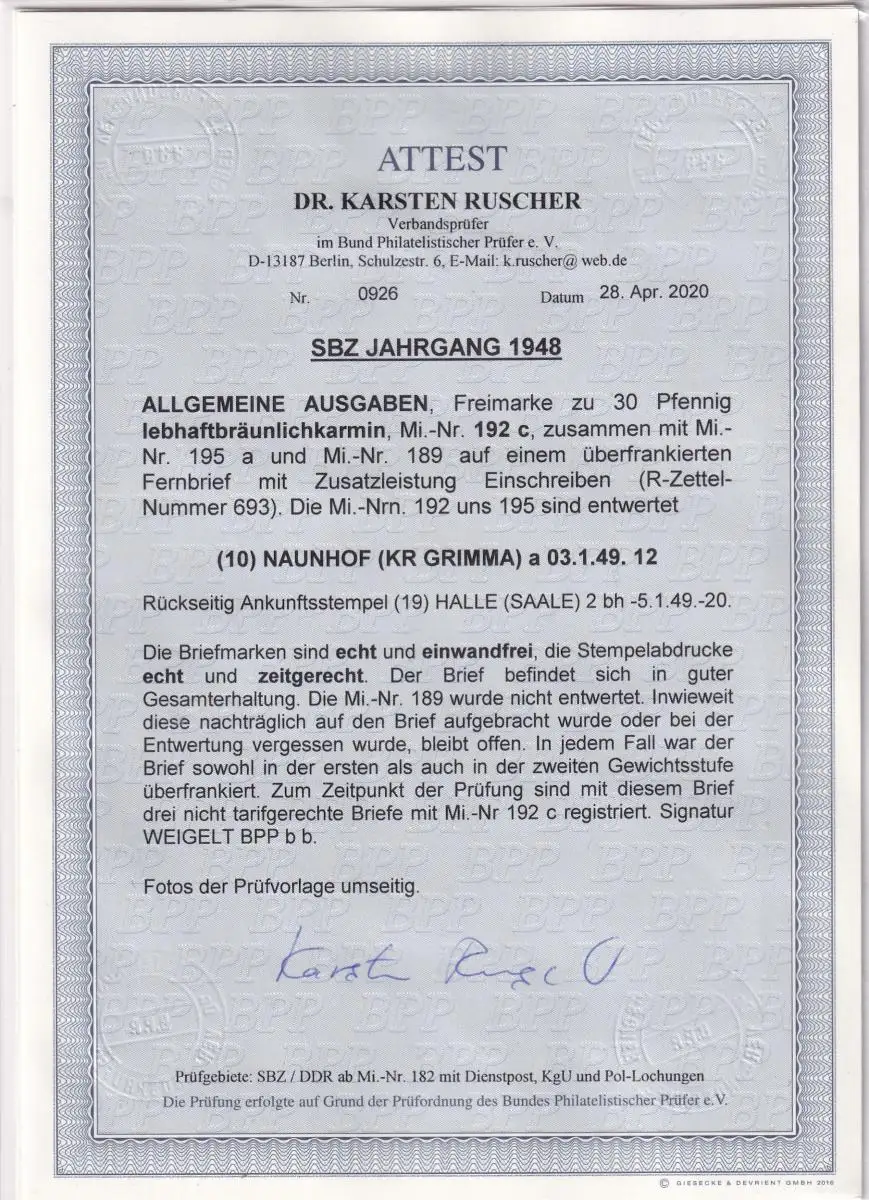 ATTEST
DR. KARSTEN RUSCHER
Verbandsprüfer
im Bund Philatelistischer Prüfer e. V.
D-13187 Berlin, Schulzestr. 6, E-Mail: k.ruscher@ web.de
Nr. 0926 Datum 28. Apr. 2020
SBZ JAHRGANG 1948
ALLGEMEINE AUSGABEN, Freimarke zu 30 Pfennig
lebhaftbräunlichkarmin, Mi.-Nr. 192 c, zusammen mit Mi.-
Nr. 195 a und Mi.-Nr. 189 auf einem überfrankierten
Fernbrief mit Zusatzleistung Einschreiben (R-Zettel-
Nummer 693). Die Mi.-Nrn. 192 uns 195 sind entwertet
(10) NAUNHOF (KR GRIMMA) a 03.1.49. 12
Rückseitig Ankunftsstempel (19) HALLE (SAALE) 2 bh -5.1.49.-20.
Die Briefmarken sind echt und einwandfrei, die Stempelabdrucke
echt und zeitgerecht. Der Brief befindet sich in guter
Gesamterhaltung. Die Mi.-Nr. 189 wurde nicht entwertet. Inwieweit
diese nachträglich auf den Brief aufgebracht wurde oder bei der
Entwertung vergessen wurde, bleibt offen. In jedem Fall war der
Brief sowohl in der ersten als auch in der zweiten Gewichtsstufe
überfrankiert. Zum Zeitpunkt der Prüfung sind mit diesem Brief
drei nicht tarifgerechte Briefe mit Mi.-Nr 192 c registriert. Signatur
WEIGELT BPP b b.
Fotos der Prüfvorlage umseitig.
Prüfgebiete: SBZ / DDR ab Mi.-Nr. 182 mit Dienstpost, KgU und Pol-Lochungen
Die Prüfung erfolgte auf Grund der Prüfordnung des Bundes Philatelistischer Prüfer e.V.
© GIESECKE & DEVRIENT GMBH 2016